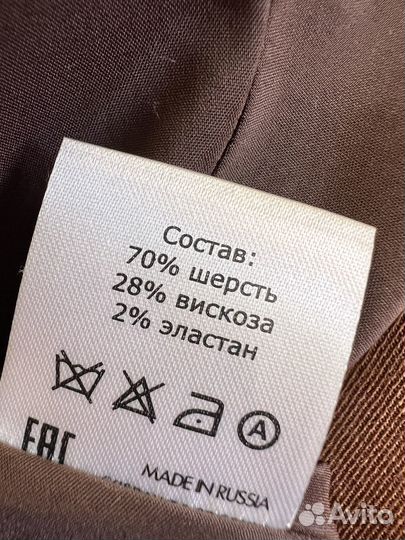 Состав:
70% шерсть
28% вискоза
2% эластан
A
EAC
MADE IN RUSSIA
Avito